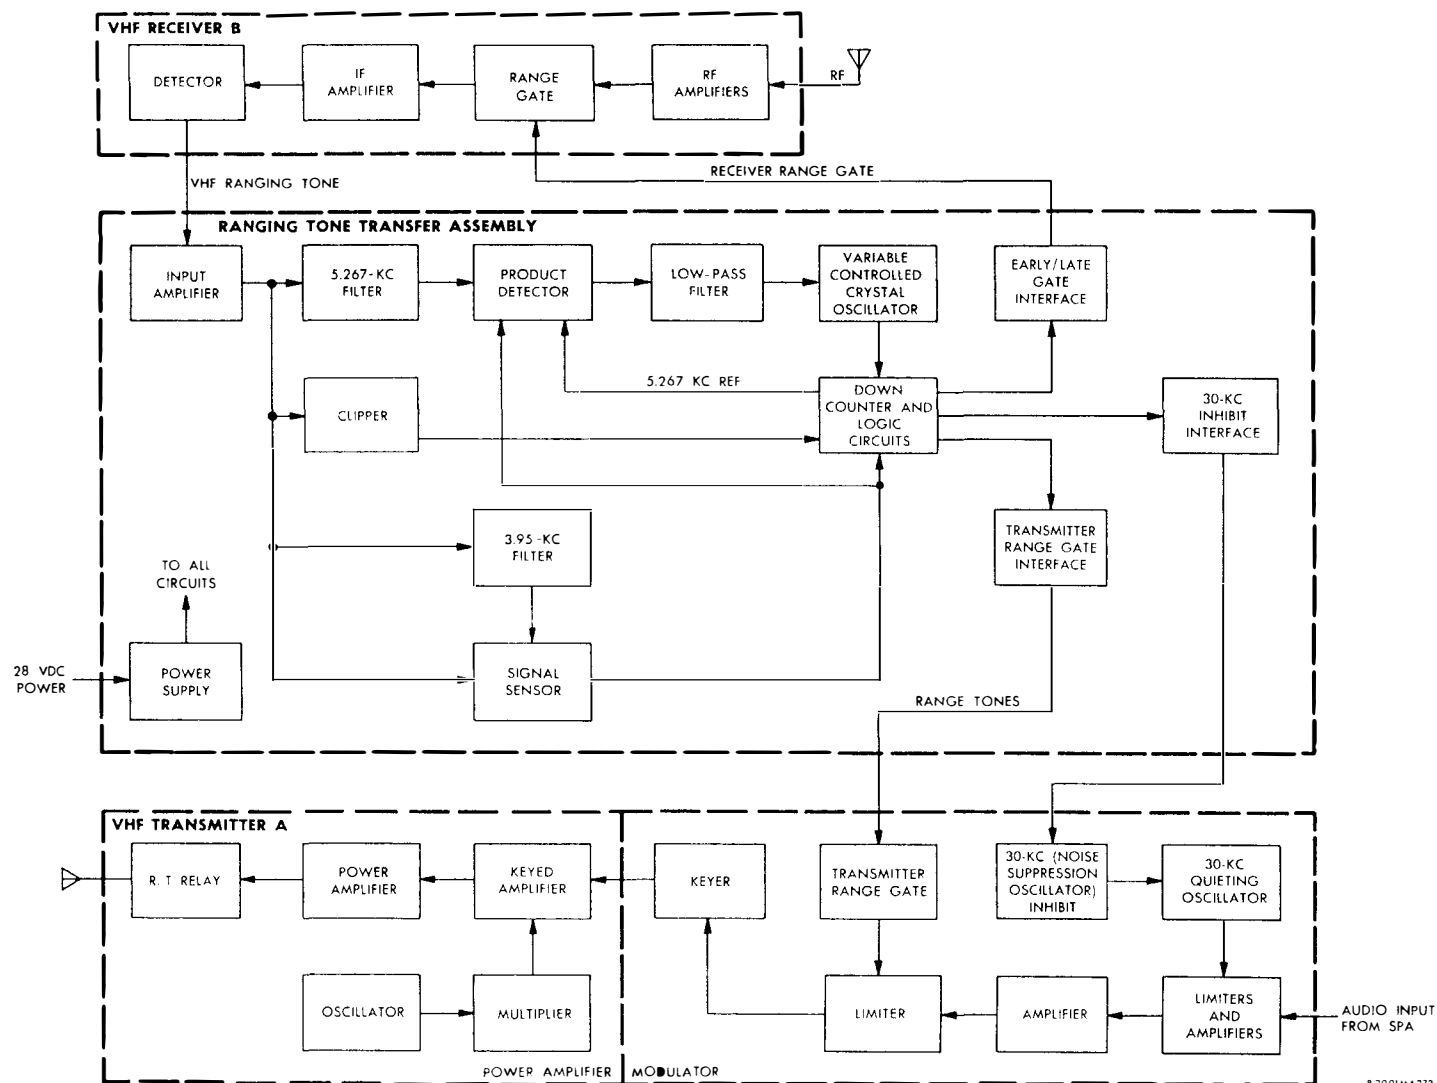 VHF RECEIVER B
DETECTOR
IF
AMPLIFIER
RANGE
GATE
RF
AMPLIFIERS
RF
VHF RANGING TONE
RECEIVER RANGE GATE
RANGING TONE TRANSFER ASSEMBLY
INPUT
AMPLIFIER
5.267-KC
FILTER
PRODUCT
DETECTOR
LOW-PASS
FILTER
VARIABLE
CONTROLLED
CRYSTAL
OSCILLATOR
EARLY/LATE
GATE
INTERFACE
5.267 KC REF
CLIPPER
DOWN
COUNTER AND
LOGIC
CIRCUITS
30-KC
INHIBIT
INTERFACE
3.95-KC
FILTER
TRANSMITTER
RANGE GATE
INTERFACE
TO ALL
CIRCUITS
28 VDC
POWER
POWER
SUPPLY
SIGNAL
SENSOR
RANGE TONES
VHF TRANSMITTER A
R.T RELAY
POWER
AMPLIFIER
KEYED
AMPLIFIER
KEYER
TRANSMITTER
RANGE GATE
30-KC (NOISE
SUPPRESSION
OSCILLATOR)
INHIBIT
30-KC
QUIETING
OSCILLATOR
OSCILLATOR
MULTIPLIER
LIMITER
AMPLIFIER
LIMITERS
AND
AMPLIFIERS
AUDIO INPUT
FROM SPA
POWER AMPLIFIER
MODULATOR